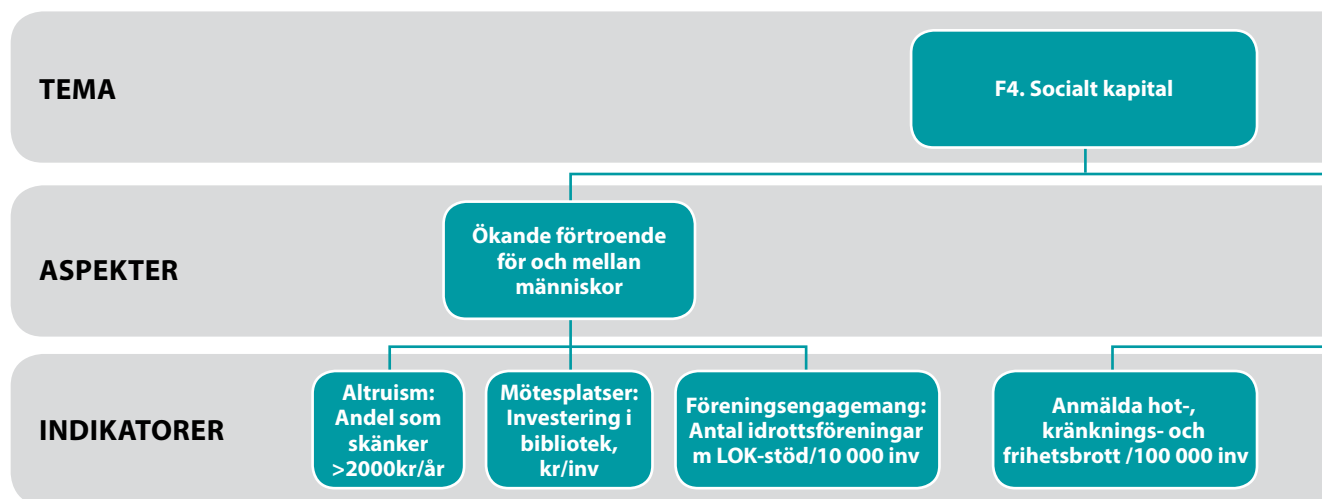 TEMA
F4. Socialt kapital
ASPEKTER
Ökande förtroende
för och mellan
människor
INDIKATORER
Altruism:
Andel som
skänker
>2000kr/år
Mötesplatser:
Investering i
bibliotek,
kr/inv
Föreningsengagemang:
Antal idrottsföreningar
m LOK-stöd/10 000 inv
Anmälda hot-,
kränknings- och
frihetsbrott /100 000 inv